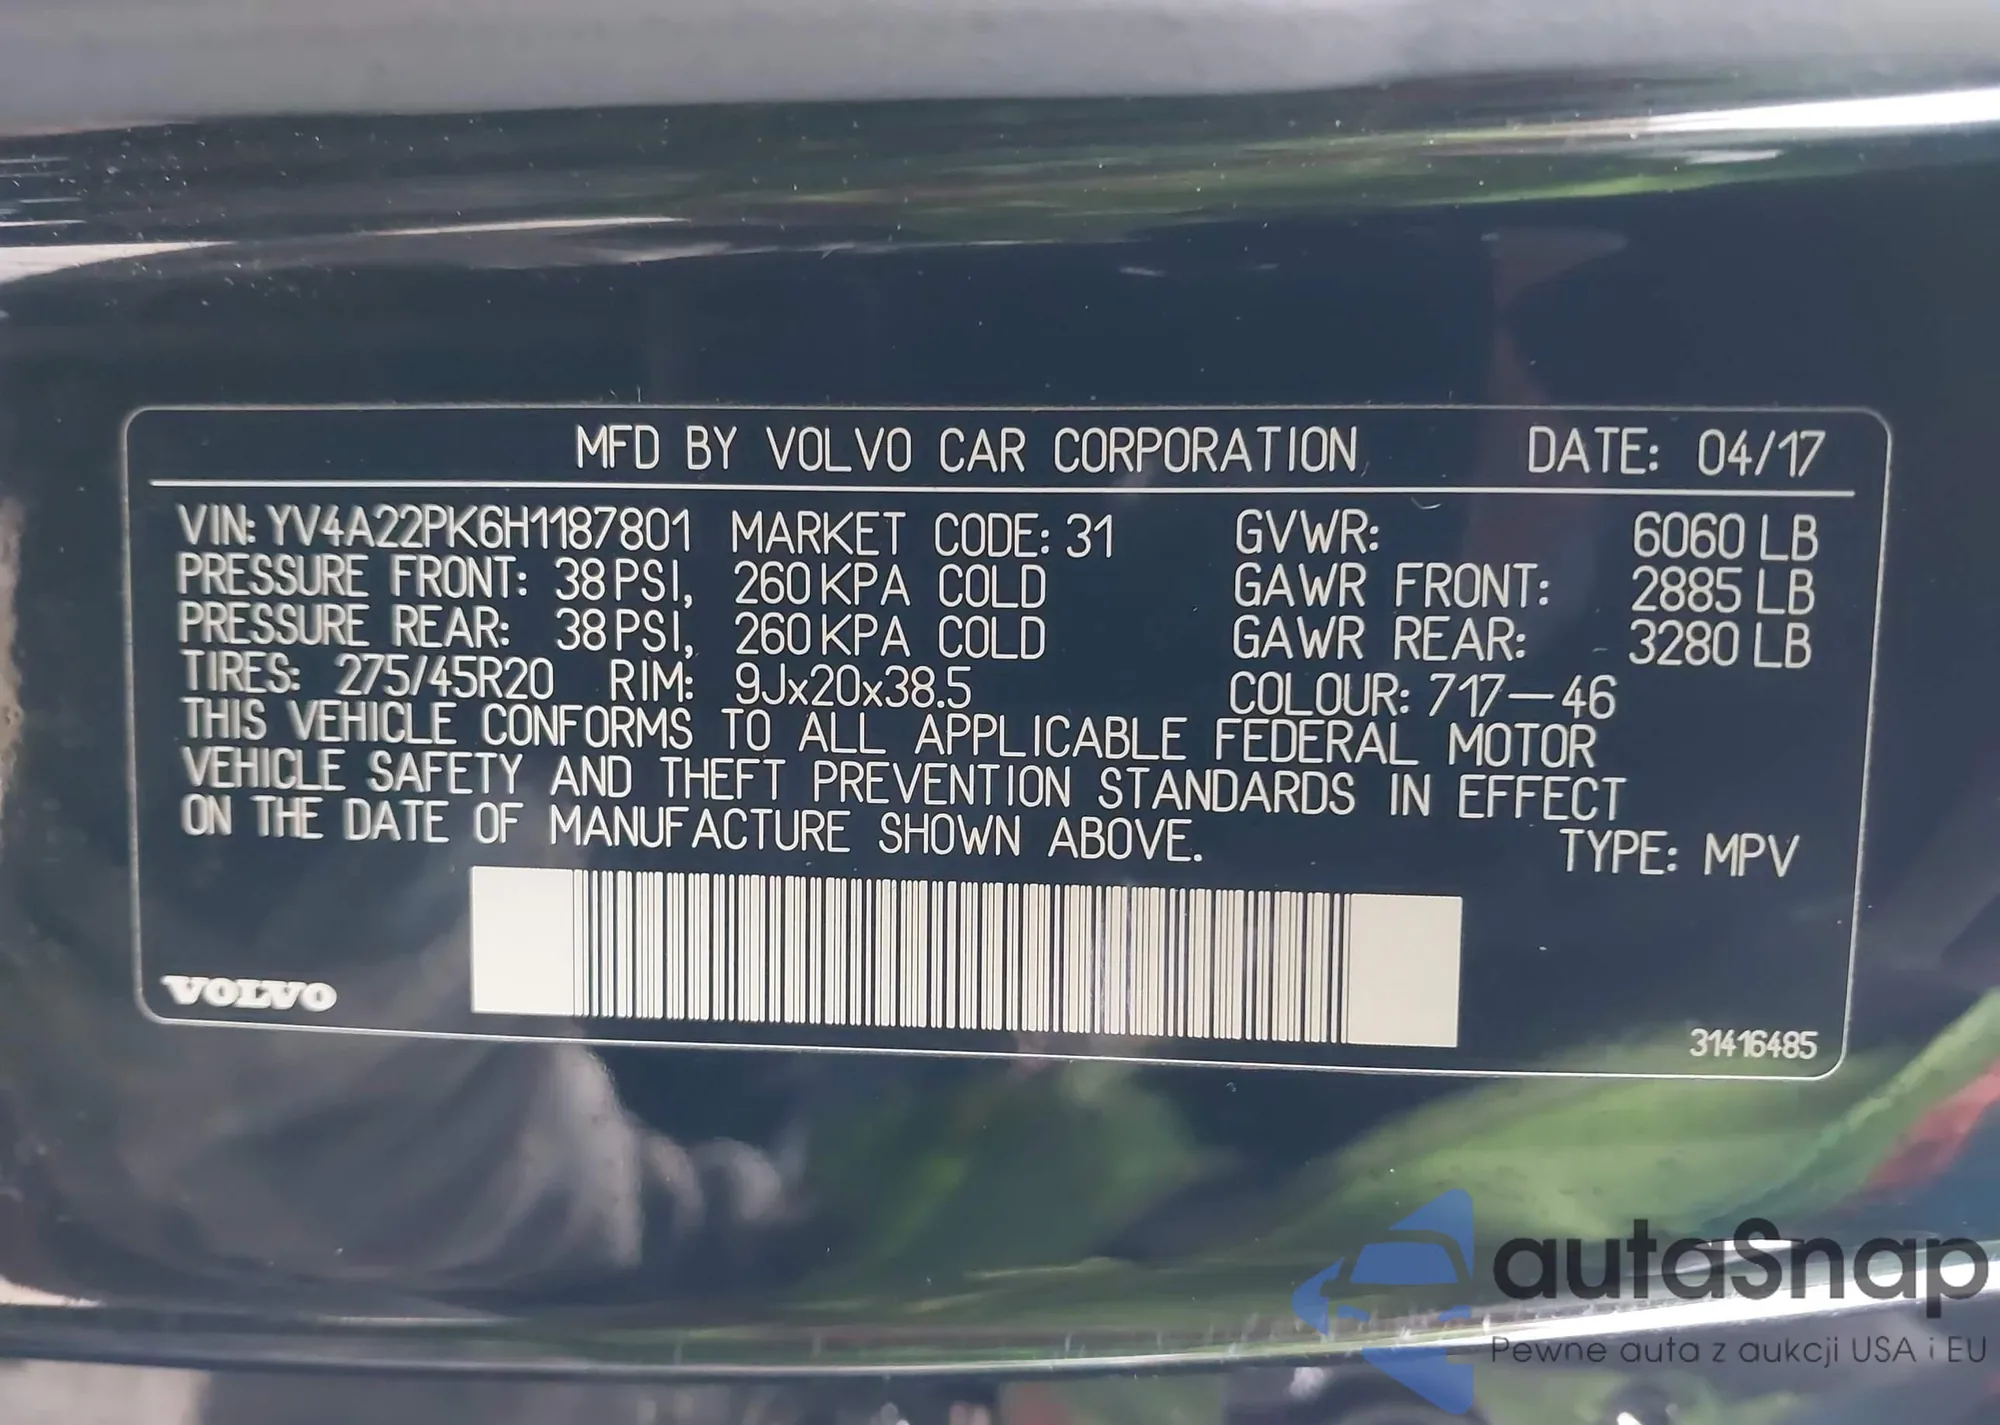 MFD BY VOLVO CAR CORPORATION DATE: 04/17
VIN: YV4A22PK6H1187801 MARKET CODE: 31 GVWR: 6060 LB
PRESSURE FRONT: 38 PSI, 260 KPA COLD GAWR FRONT: 2885 LB
PRESSURE REAR: 38 PSI, 260 KPA COLD GAWR REAR: 3280 LB
TIRES: 275/45R20 RIM: 9Jx20x38.5 COLOUR: 717-46
THIS VEHICLE CONFORMS TO ALL APPLICABLE FEDERAL MOTOR
VEHICLE SAFETY AND THEFT PREVENTION STANDARDS IN EFFECT
ON THE DATE OF MANUFACTURE SHOWN ABOVE. TYPE: MPV
VOLVO
31416485
autaSnap
Pewne auta z aukcji USA i EU